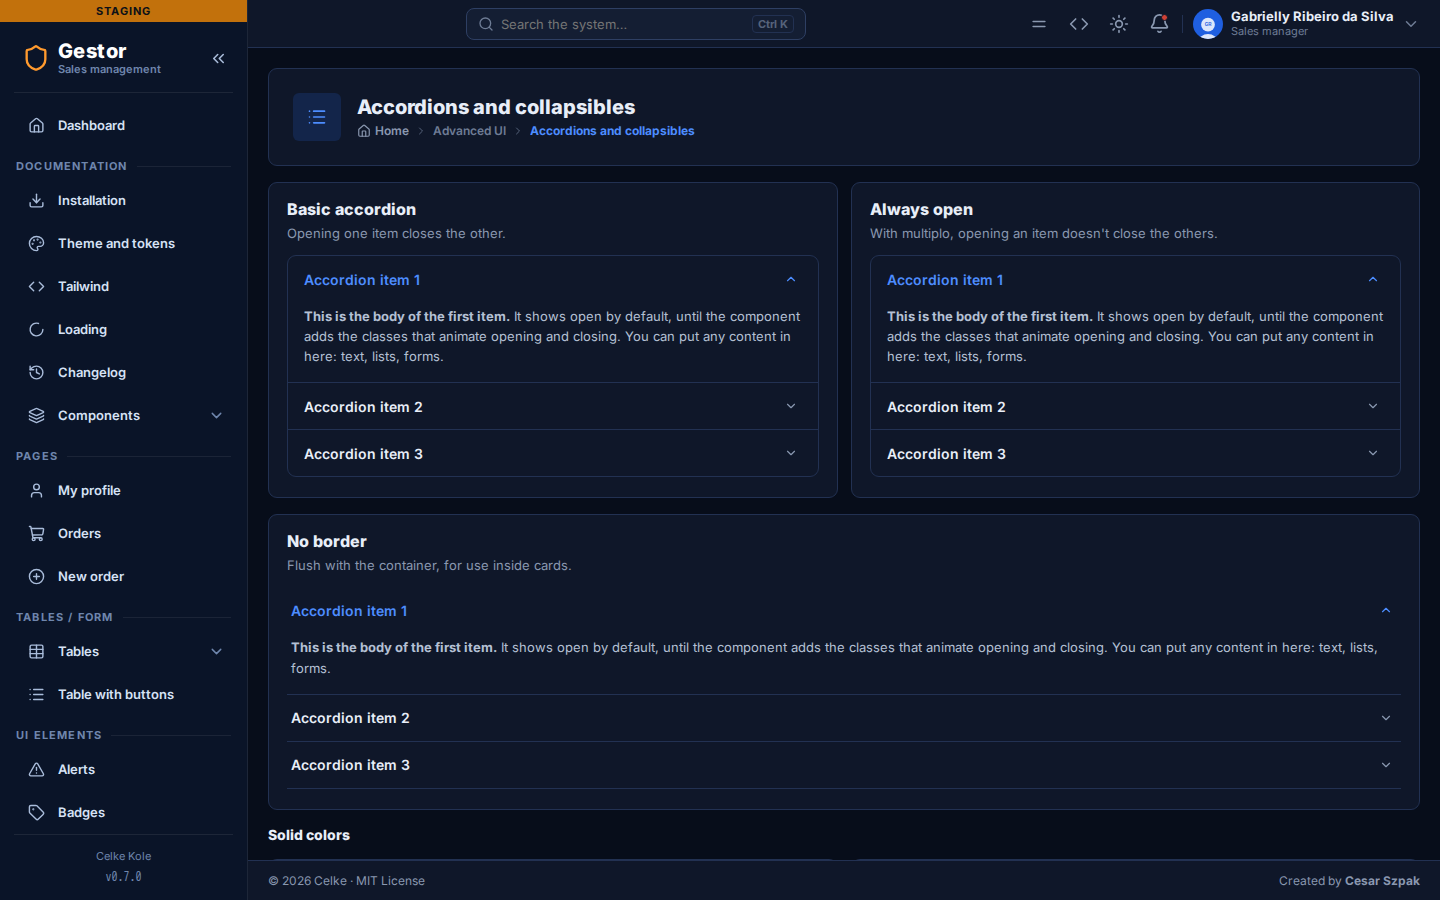 STAGING
Gestor
Sales management
Dashboard
DOCUMENTATION
Installation
Theme and tokens
Tailwind
Loading
Changelog
Components
PAGES
My profile
Orders
New order
TABLES / FORM
Tables
Table with buttons
UI ELEMENTS
Alerts
Badges
Celke Kole
v0.7.0
Search the system...
Ctrl K
GR
Gabrielly Ribeiro da Silva
Sales manager
Accordions and collapsibles
Home
Advanced UI
Accordions and collapsibles
Basic accordion
Opening one item closes the other.
Accordion item 1
This is the body of the first item. It shows open by default, until the component
adds the classes that animate opening and closing. You can put any content in
here: text, lists, forms.
Accordion item 2
Accordion item 3
Always open
With multiplo, opening an item doesn't close the others.
Accordion item 1
This is the body of the first item. It shows open by default, until the component
adds the classes that animate opening and closing. You can put any content in
here: text, lists, forms.
Accordion item 2
Accordion item 3
No border
Flush with the container, for use inside cards.
Accordion item 1
This is the body of the first item. It shows open by default, until the component adds the classes that animate opening and closing. You can put any content in here: text, lists,
forms.
Accordion item 2
Accordion item 3
Solid colors
© 2026 Celke · MIT License
Created by Cesar Szpak